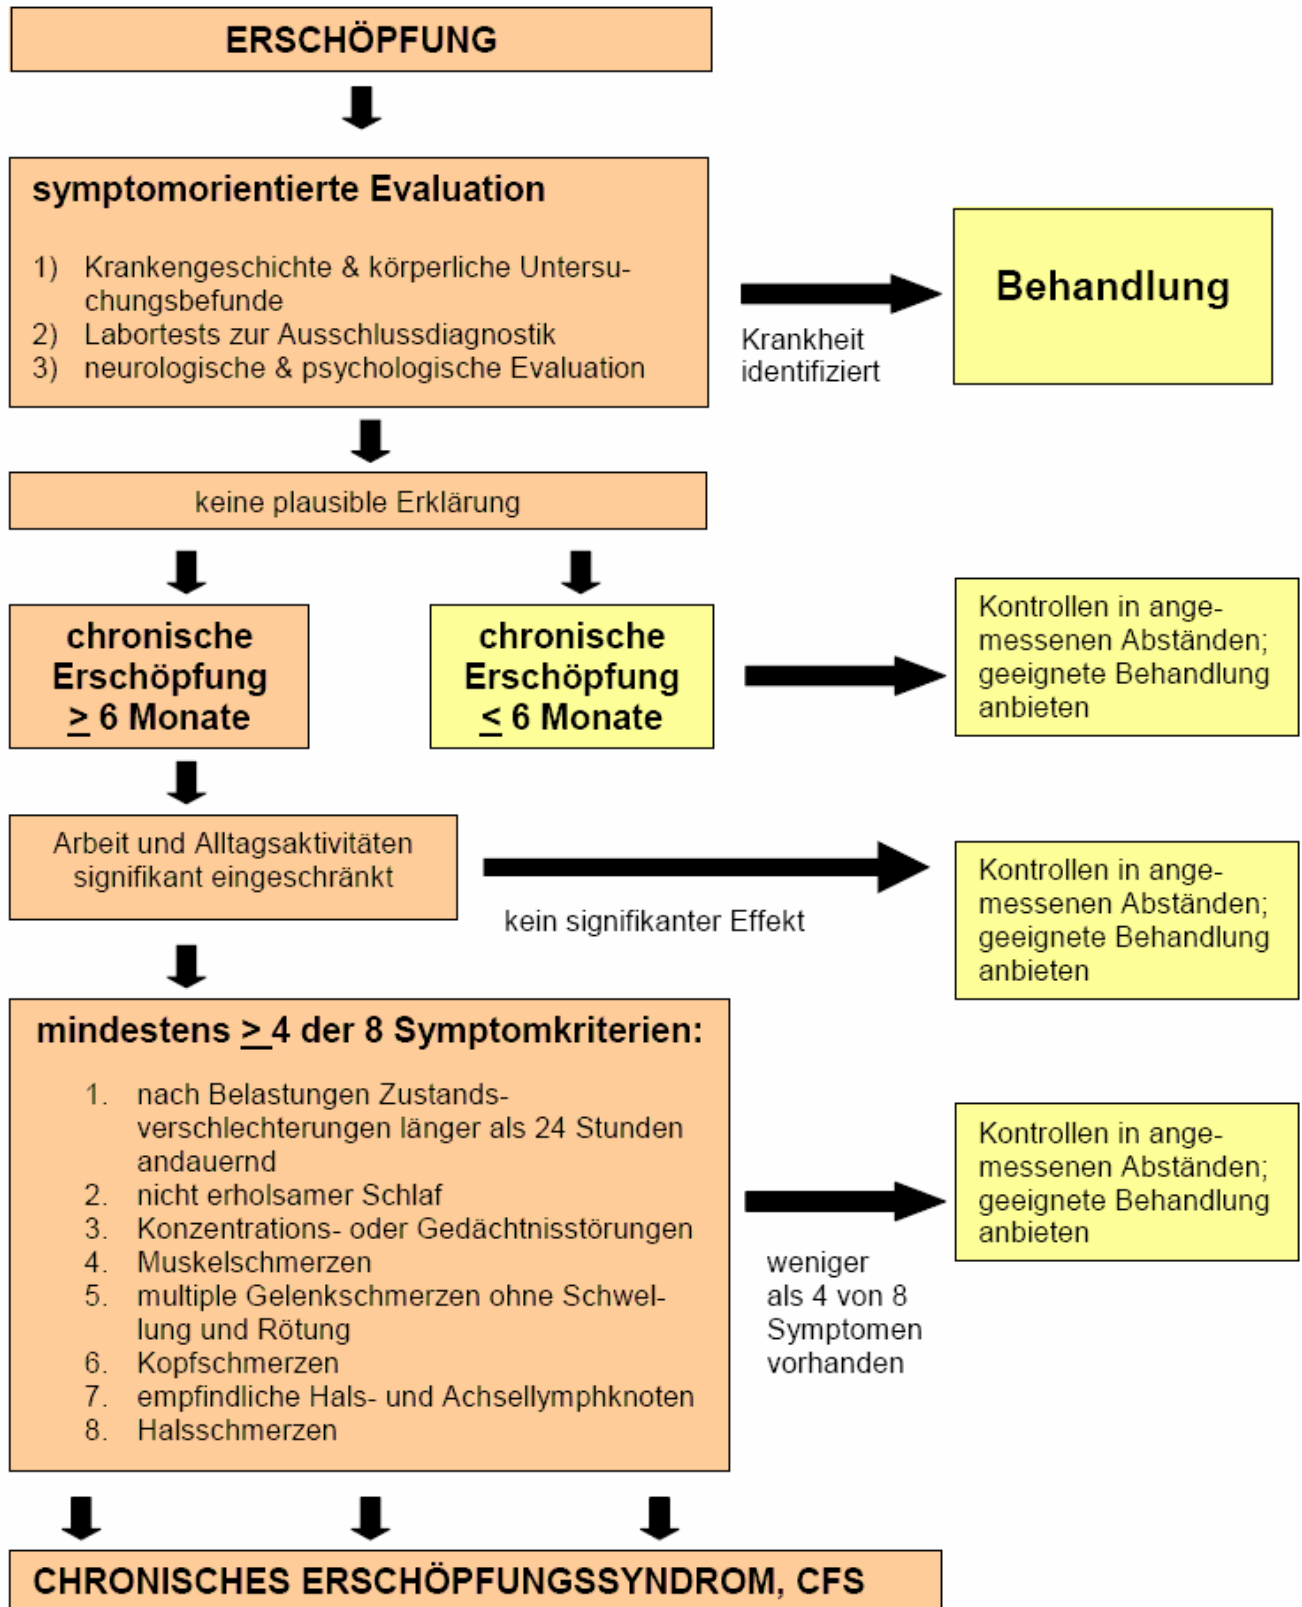 ERSCHÖPFUNG
symptomorientierte Evaluation
1) Krankengeschichte & körperliche Untersu-
chungsbefunde
2) Labortests zur Ausschlussdiagnostik
3) neurologische & psychologische Evaluation
Krankheit
identifiziert
Behandlung
keine plausible Erklärung
chronische
Erschöpfung
≥ 6 Monate
chronische
Erschöpfung
≤ 6 Monate
Kontrollen in ange-
messenen Abständen;
geeignete Behandlung
anbieten
Arbeit und Alltagsaktivitäten
signifikant eingeschränkt
kein signifikanter Effekt
Kontrollen in ange-
messenen Abständen;
geeignete Behandlung
anbieten
mindestens ≥ 4 der 8 Symptomkriterien:
1. nach Belastungen Zustands-
verschlechterungen länger als 24 Stunden
andauernd
2. nicht erholsamer Schlaf
3. Konzentrations- oder Gedächtnisstörungen
4. Muskelschmerzen
5. multiple Gelenkschmerzen ohne Schwel-
lung und Rötung
6. Kopfschmerzen
7. empfindliche Hals- und Achsellymphknoten
8. Halsschmerzen
weniger
als 4 von 8
Symptomen
vorhanden
Kontrollen in ange-
messenen Abständen;
geeignete Behandlung
anbieten
CHRONISCHES ERSCHÖPFUNGSSYNDROM, CFS